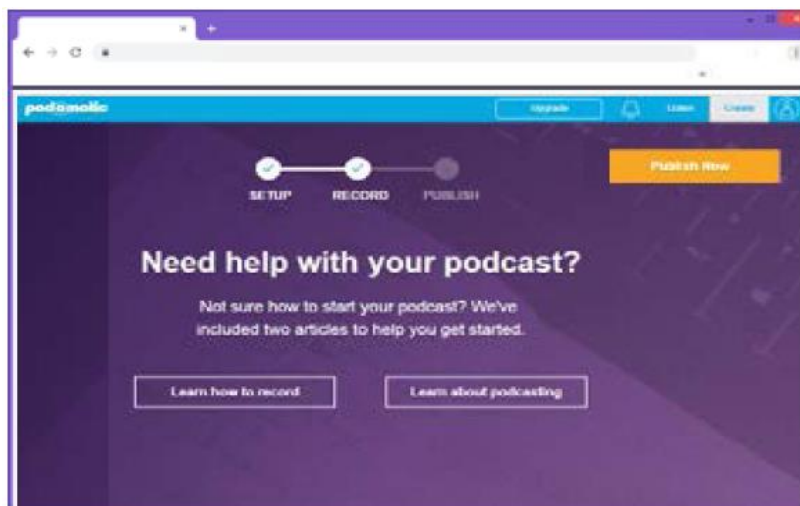 podomatic
Upgrade
Listen
Create
Publish Now
SETUP
RECORD
PUBLISH
Need help with your podcast?
Not sure how to start your podcast? We've
included two articles to help you get started.
Learn how to record
Learn about podcasting